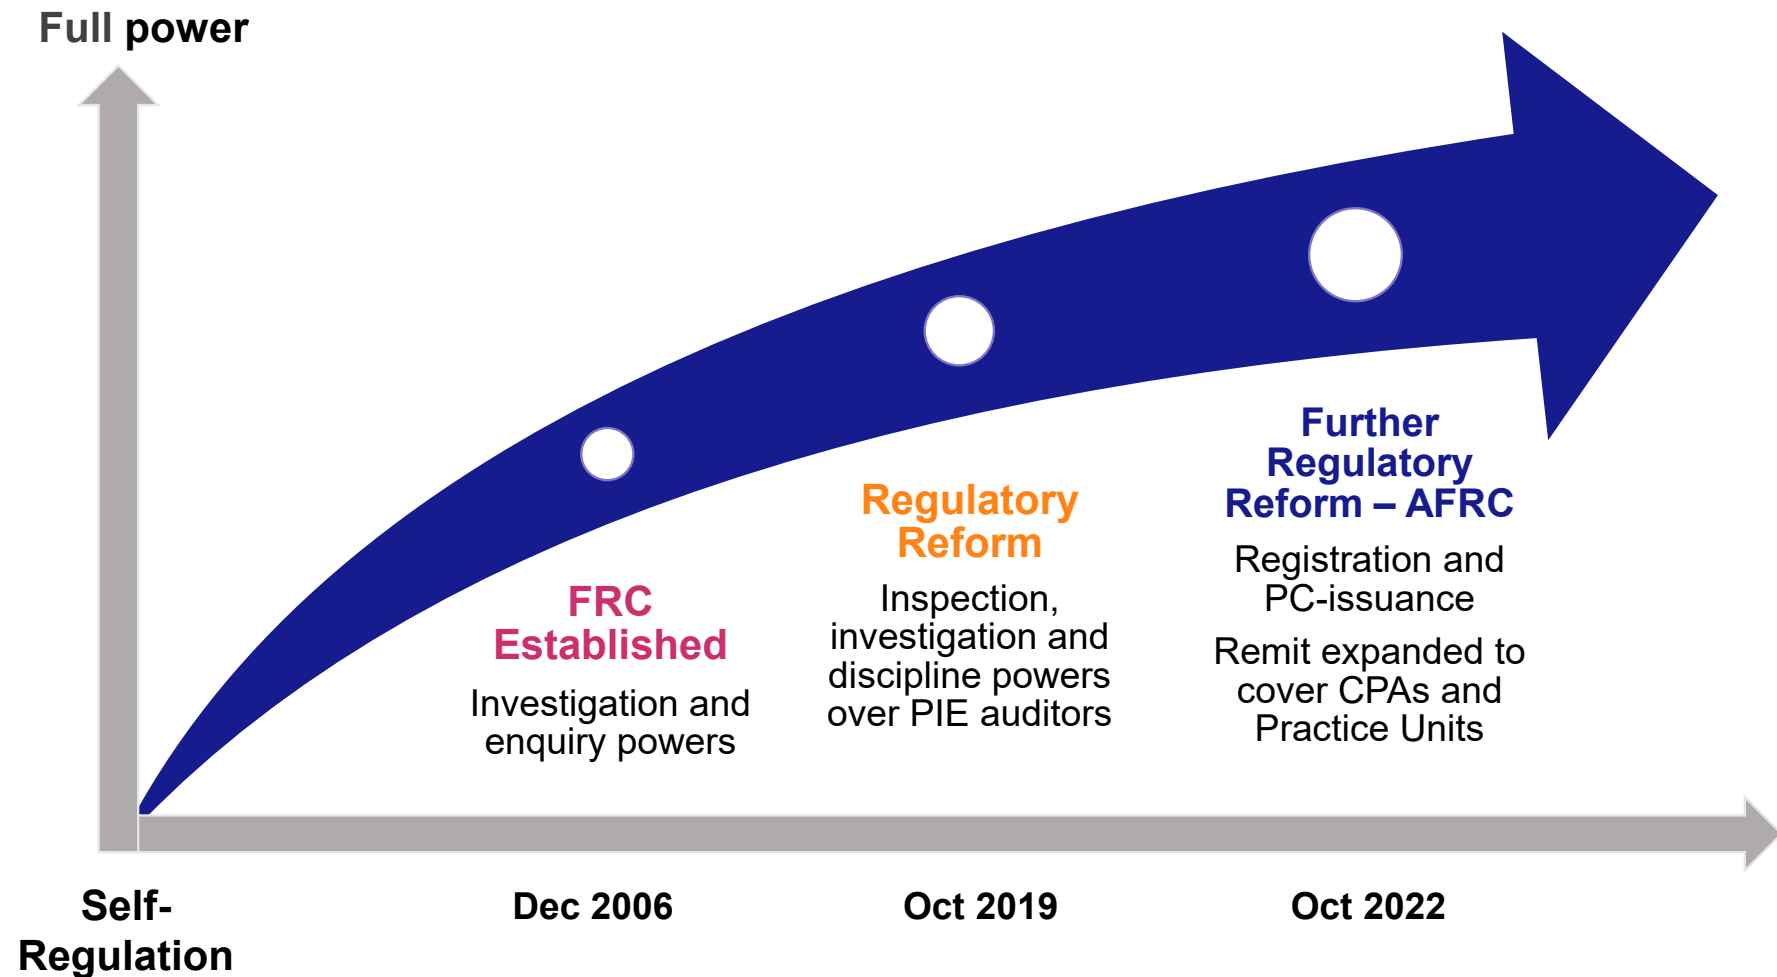 Full power
FRC
Established
Investigation and
enquiry powers
Regulatory
Reform
Inspection,
investigation and
discipline powers
over PIE auditors
Further
Regulatory
Reform – AFRC
Registration and
PC-issuance
Remit expanded to
cover CPAs and
Practice Units
Self-
Regulation
Dec 2006
Oct 2019
Oct 2022